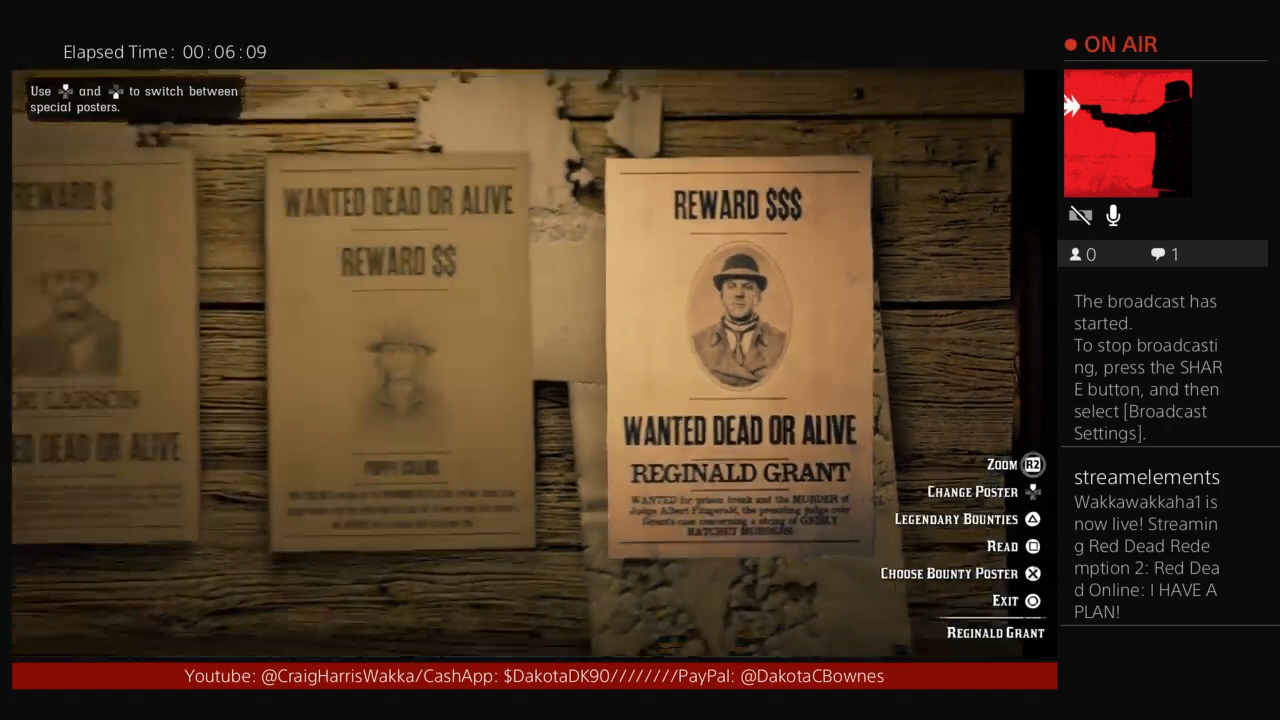 Elapsed Time: 00:06:09
Use and to switch between
special posters.
REWARD $
LARSON
DEAD OR ALIVE
WANTED DEAD OR ALIVE
REWARD $$
REWARD $$$
WANTED DEAD OR ALIVE
REGINALD GRANT
WANTED for prison break and the MURDER of
Judge Albert Fitzgerald, the presiding judge over
Grant's case concerning a string of GRISLY
HATCHET MURDERS.
ZOOM R2
CHANGE POSTER
LEGENDARY BOUNTIES
READ
CHOOSE BOUNTY POSTER
EXIT
REGINALD GRANT
Youtube: @CraigHarrisWakka/CashApp: $DakotaDK90////////PayPal: @DakotaCBownes
ON AIR
0 1
The broadcast has
started.
To stop broadcasti
ng, press the SHAR
E button, and then
select [Broadcast
Settings].
streamelements
Wakkawakkaha1 is
now live! Streamin
g Red Dead Rede
mption 2: Red Dea
d Online: I HAVE A
PLAN!